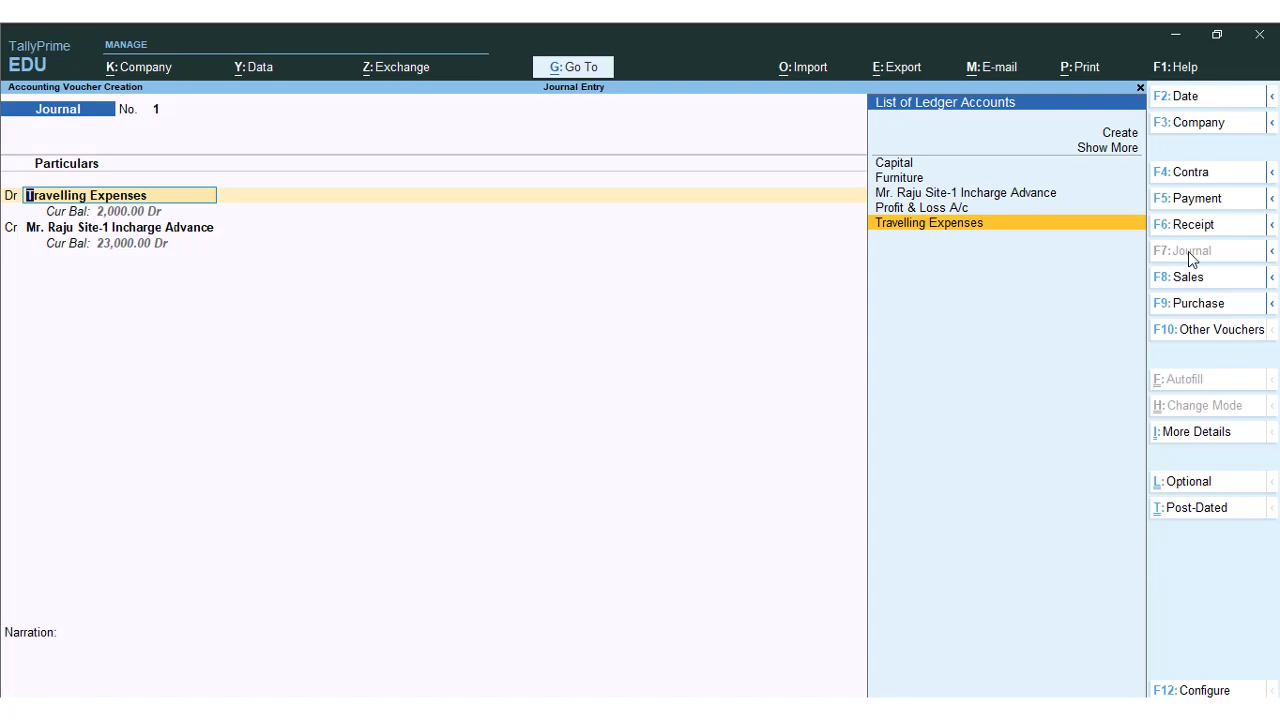 TallyPrime
EDU
MANAGE
K: Company Y: Data Z: Exchange G: Go To O: Import E: Export M: E-mail P: Print F1: Help
Accounting Voucher Creation Journal Entry
Journal No. 1
Particulars
Dr Travelling Expenses
Cur Bal: 2,000.00 Dr
Cr Mr. Raju Site-1 Incharge Advance
Cur Bal: 23,000.00 Dr
Narration:
List of Ledger Accounts
Create
Show More
Capital
Furniture
Mr. Raju Site-1 Incharge Advance
Profit & Loss A/c
Travelling Expenses
F2: Date
F3: Company
F4: Contra
F5: Payment
F6: Receipt
F7: Journal
F8: Sales
F9: Purchase
F10: Other Vouchers
F: Autofill
H: Change Mode
I: More Details
L: Optional
T: Post-Dated
F12: Configure